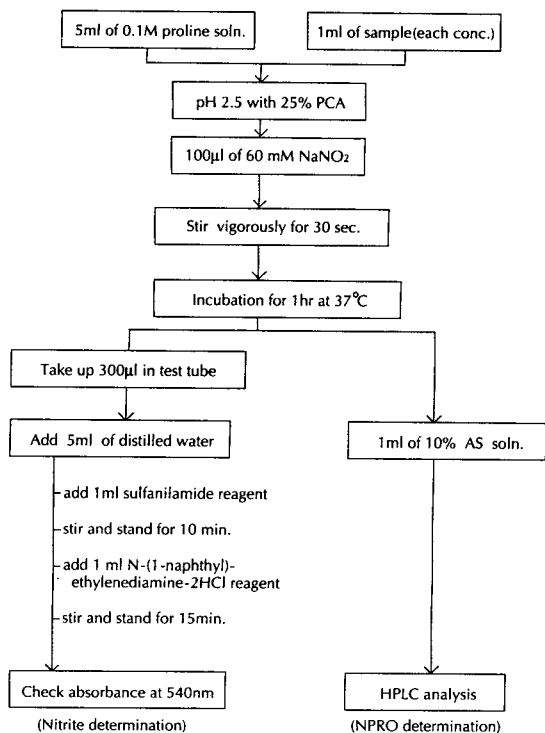 5ml of 0.1M proline soln.
1ml of sample(each conc.)
pH 2.5 with 25% PCA
100µl of 60 mM NaNO₂
Stir vigorously for 30 sec.
Incubation for 1hr at 37°C
Take up 300µl in test tube
Add 5ml of distilled water
add 1ml sulfanilamide reagent
stir and stand for 10 min.
add 1 ml N-(1-naphthyl)-
ethylenediamine-2HCl reagent
stir and stand for 15min.
Check absorbance at 540nm
(Nitrite determination)
1ml of 10% AS soln.
HPLC analysis
(NPRO determination)